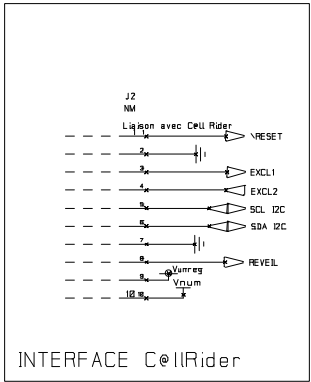 J2
NM
Liaison avec C@ll Rider
1 \RESET
2
3 EXCL1
4 EXCL2
5 SCL I2C
6 SDA I2C
7
8 REVEIL
Vunreg
9
Vnum
10 10
INTERFACE C@llRider